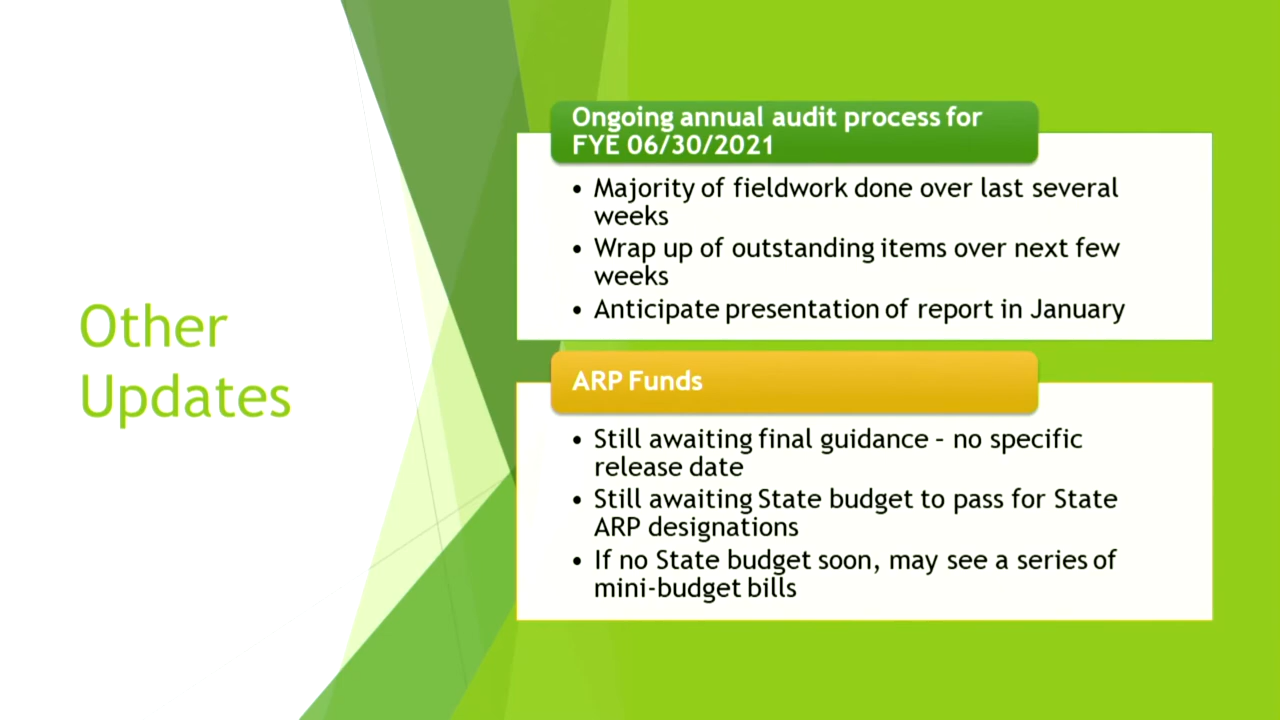 Other
Updates
Ongoing annual audit process for
FYE 06/30/2021
• Majority of fieldwork done over last several
weeks
• Wrap up of outstanding items over next few
weeks
• Anticipate presentation of report in January
ARP Funds
• Still awaiting final guidance – no specific
release date
• Still awaiting State budget to pass for State
ARP designations
• If no State budget soon, may see a series of
mini-budget bills